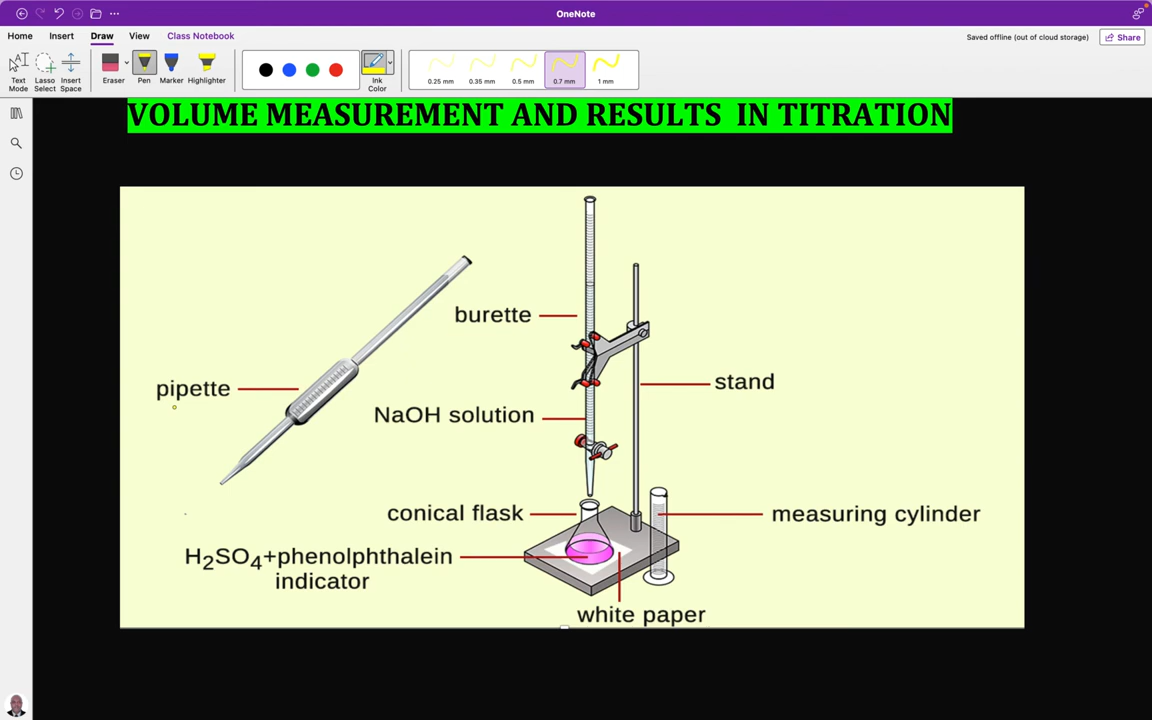 OneNote
Home Insert Draw View Class Notebook
Saved offline (out of cloud storage) Share
Text Mode
Lasso Select
Insert Space
Eraser
Pen
Marker
Highlighter
Ink Color
0.25 mm 0.35 mm 0.5 mm 0.7 mm 1 mm
VOLUME MEASUREMENT AND RESULTS IN TITRATION
burette
stand
pipette
NaOH solution
conical flask
measuring cylinder
H₂SO₄+phenolphthalein
indicator
white paper